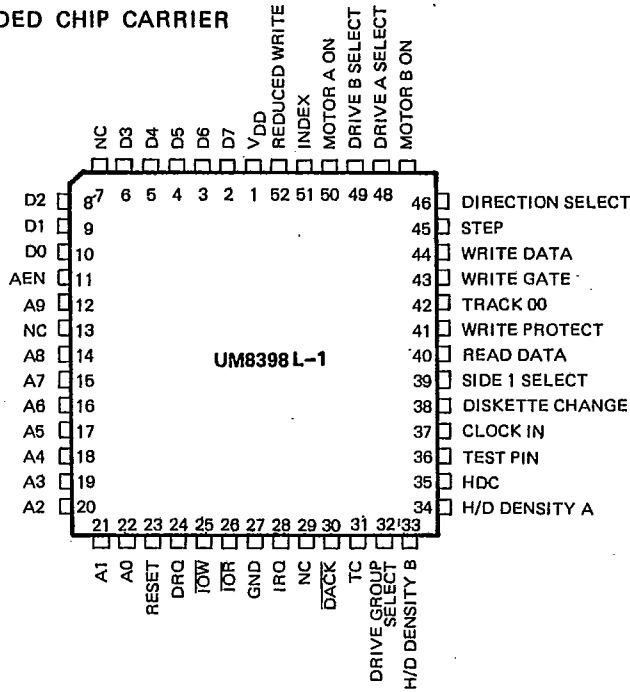 DED CHIP CARRIER
NC
D3
D4
D5
D6
D7
VDD
REDUCED WRITE
INDEX
MOTOR A ON
DRIVE B SELECT
DRIVE A SELECT
MOTOR B ON
7 6 5 4 3 2 1 52 51 50 49 48
D2 8 46 DIRECTION SELECT
D1 9 45 STEP
D0 10 44 WRITE DATA
AEN 11 43 WRITE GATE
A9 12 42 TRACK 00
NC 13 41 WRITE PROTECT
A8 14 40 READ DATA
UM8398L-1
A7 15 39 SIDE 1 SELECT
A6 16 38 DISKETTE CHANGE
A5 17 37 CLOCK IN
A4 18 36 TEST PIN
A3 19 35 HDC
A2 20 34 H/D DENSITY A
21 22 23 24 25 26 27 28 29 30 31 32 33
A1
A0
RESET
DRQ
IOW
IOR
GND
IRQ
NC
DACK
TC
DRIVE GROUP
SELECT
H/D DENSITY B